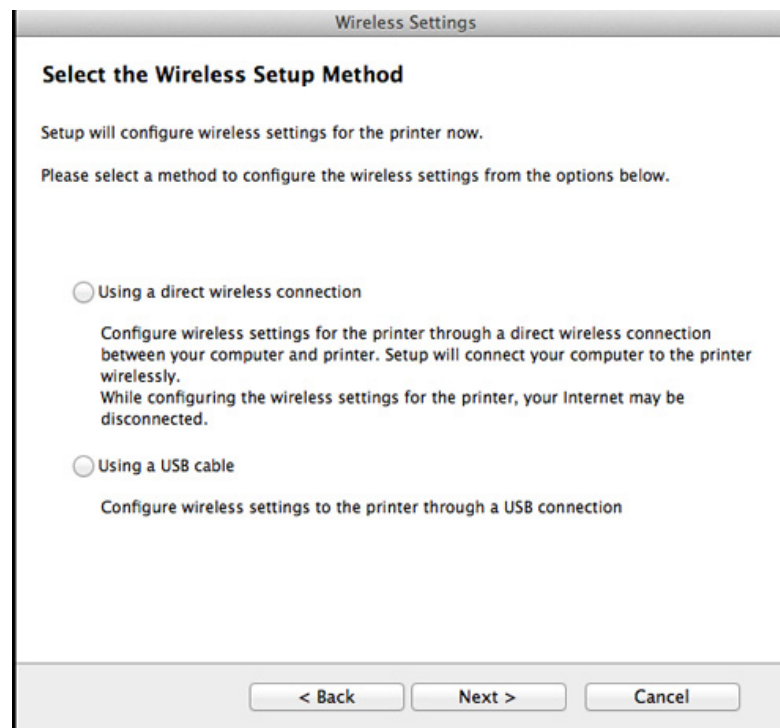 Wireless Settings
Select the Wireless Setup Method
Setup will configure wireless settings for the printer now.
Please select a method to configure the wireless settings from the options below.
Using a direct wireless connection
Configure wireless settings for the printer through a direct wireless connection
between your computer and printer. Setup will connect your computer to the printer
wirelessly.
While configuring the wireless settings for the printer, your Internet may be
disconnected.
Using a USB cable
Configure wireless settings to the printer through a USB connection
< Back Next > Cancel